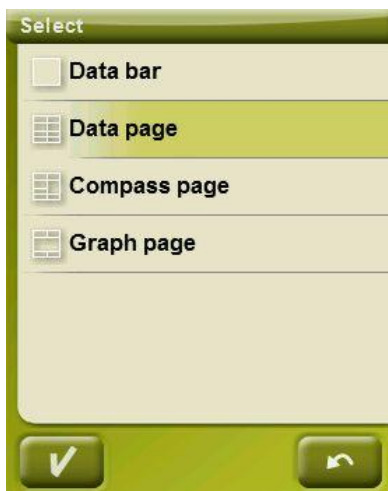 Select
Data bar
Data page
Compass page
Graph page